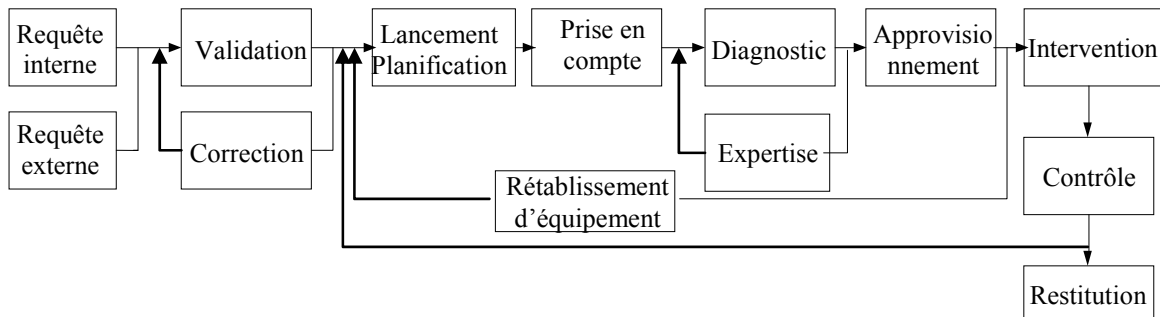 Requête
interne
Validation
Lancement
Planification
Prise en
compte
Diagnostic
Approvisio
nnement
Intervention
Requête
externe
Correction
Expertise
Contrôle
Rétablissement
d’équipement
Restitution